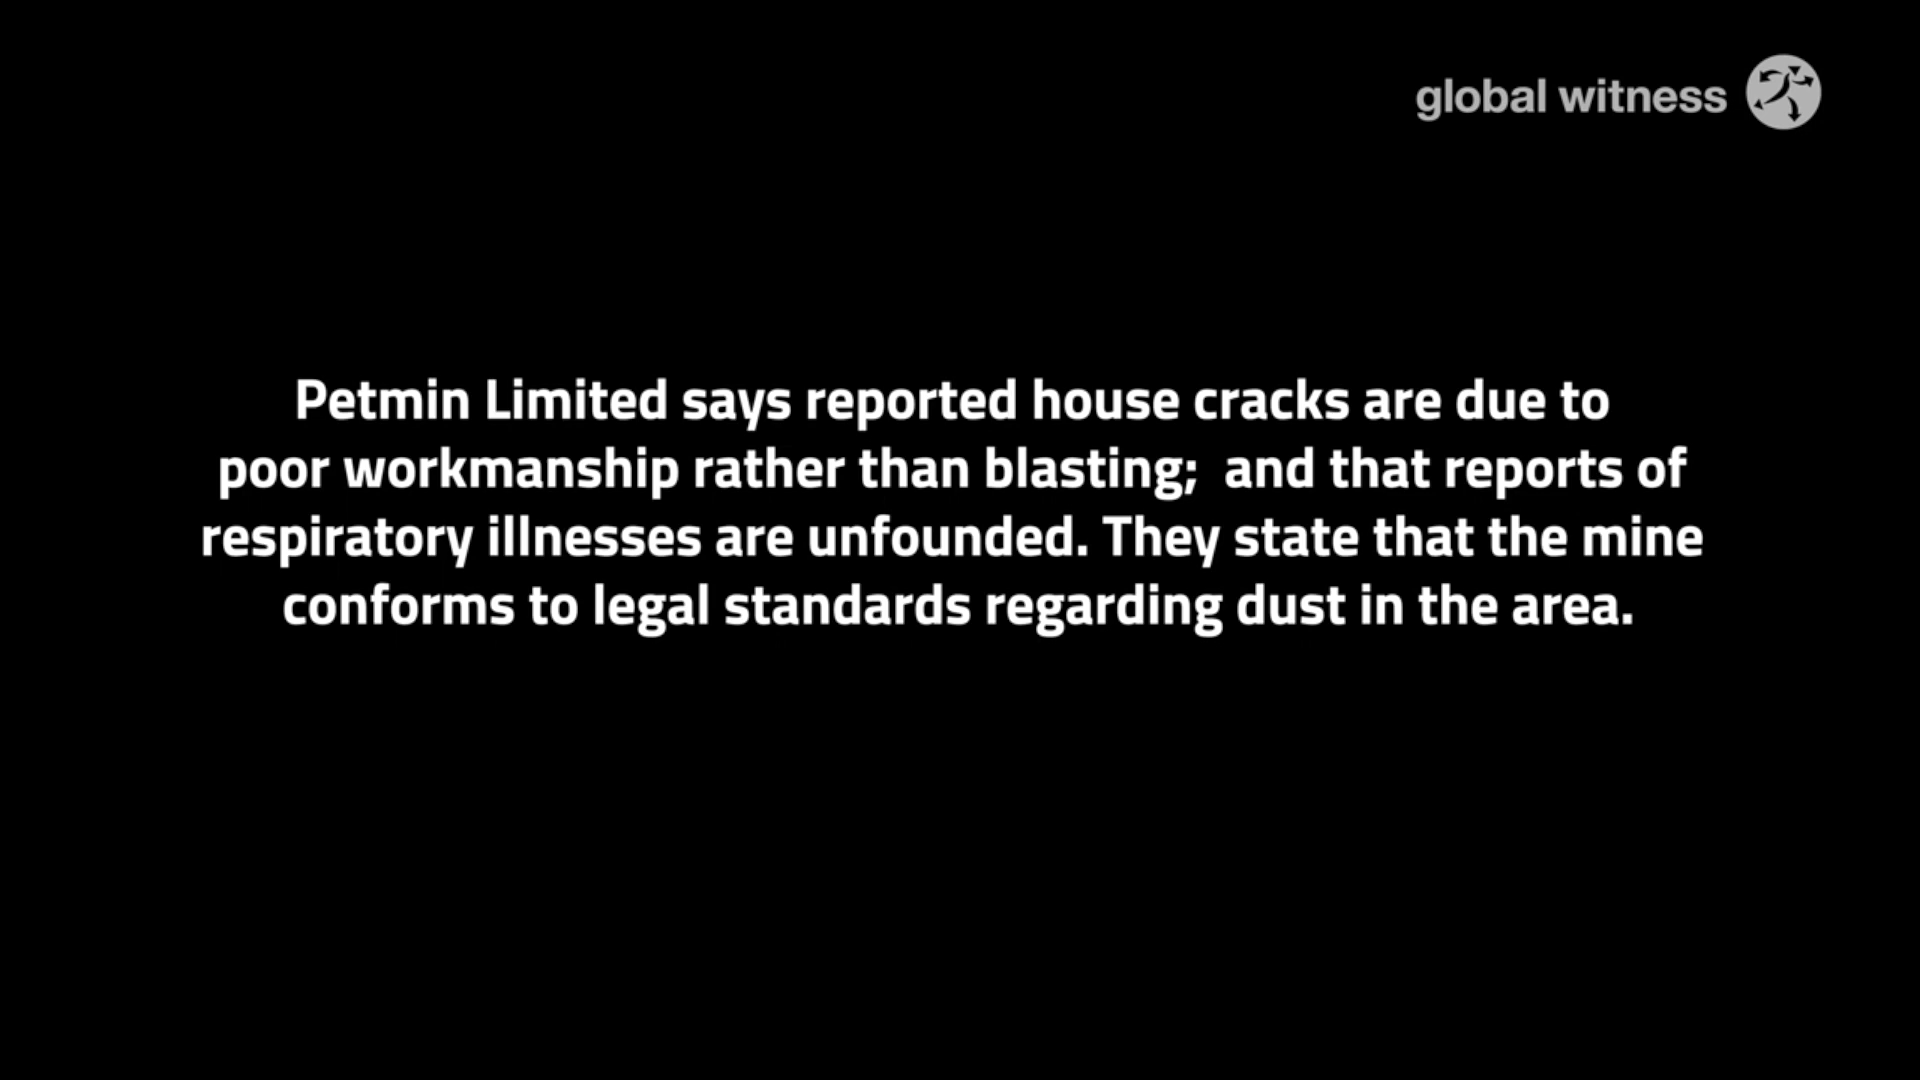 global witness
Petmin Limited says reported house cracks are due to
poor workmanship rather than blasting;  and that reports of
respiratory illnesses are unfounded. They state that the mine
conforms to legal standards regarding dust in the area.